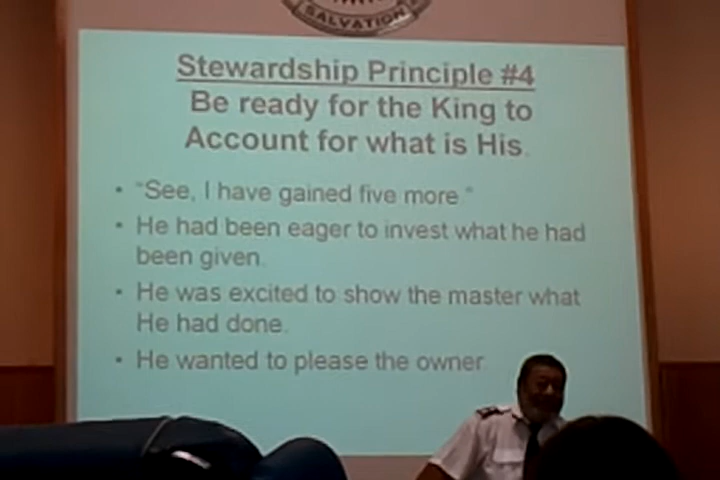 SALVATION
Stewardship Principle #4
Be ready for the King to
Account for what is His.
• "See, I have gained five more "
• He had been eager to invest what he had
been given.
• He was excited to show the master what
He had done.
• He wanted to please the owner.